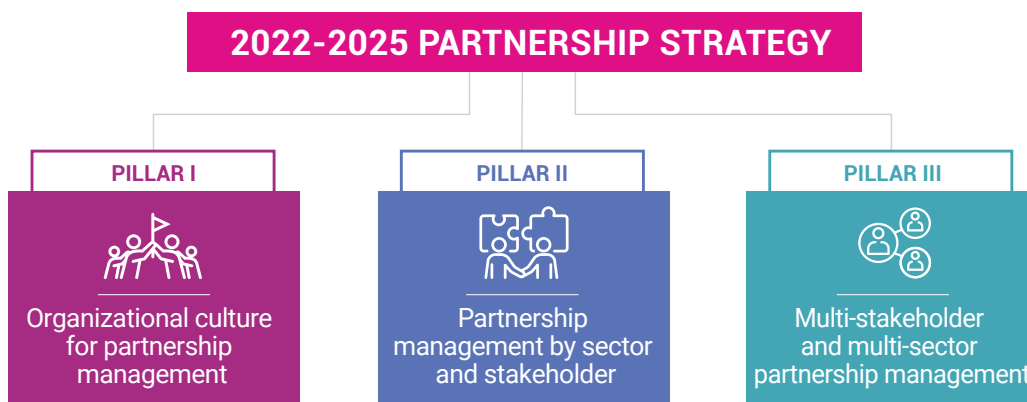 2022-2025 PARTNERSHIP STRATEGY
PILLAR I
Organizational culture
for partnership
management
PILLAR II
Partnership
management by sector
and stakeholder
PILLAR III
Multi-stakeholder
and multi-sector
partnership management